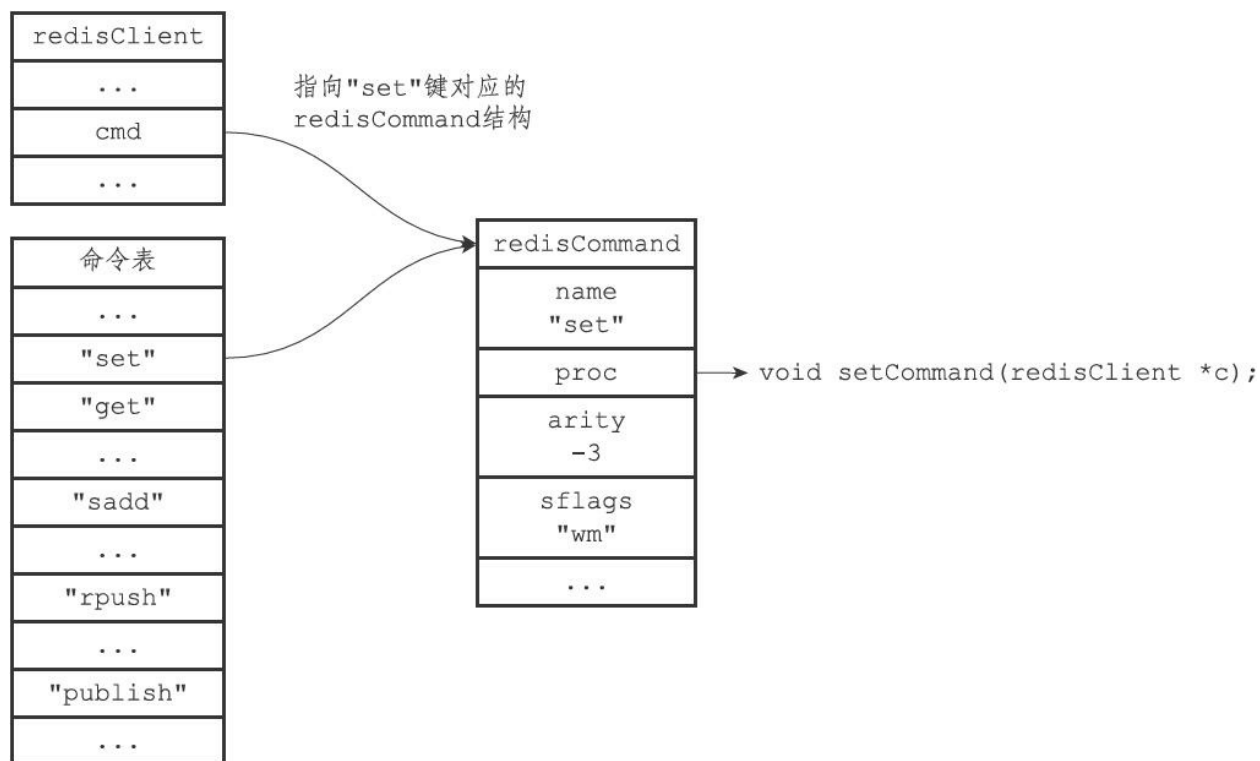 redisClient
...
cmd
...
指向"set"键对应的
redisCommand结构
命令表
...
"set"
"get"
...
"sadd"
...
"rpush"
...
"publish"
...
redisCommand
name
"set"
proc
arity
-3
sflags
"wm"
...
void setCommand(redisClient *c);